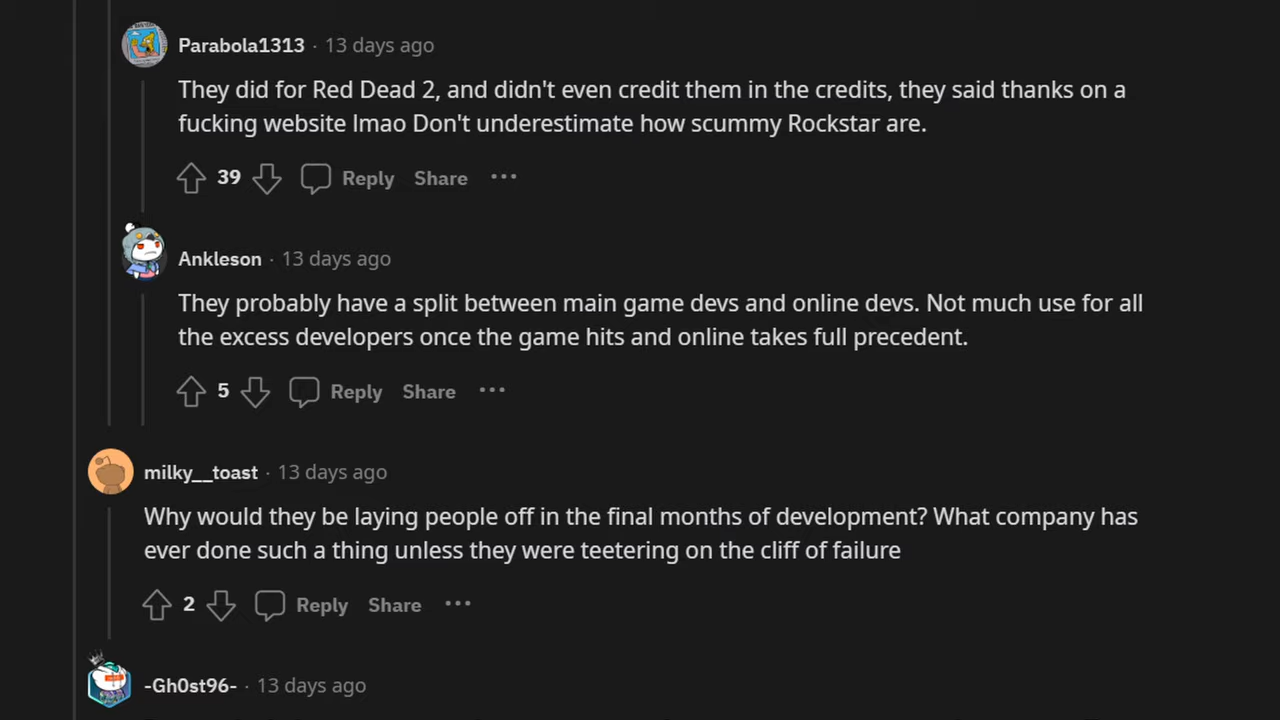 Parabola1313 · 13 days ago
They did for Red Dead 2, and didn't even credit them in the credits, they said thanks on a
fucking website lmao Don't underestimate how scummy Rockstar are.
39 Reply Share ···
Ankleson · 13 days ago
They probably have a split between main game devs and online devs. Not much use for all
the excess developers once the game hits and online takes full precedent.
5 Reply Share ···
milky__toast · 13 days ago
Why would they be laying people off in the final months of development? What company has
ever done such a thing unless they were teetering on the cliff of failure
2 Reply Share ···
-Gh0st96- · 13 days ago